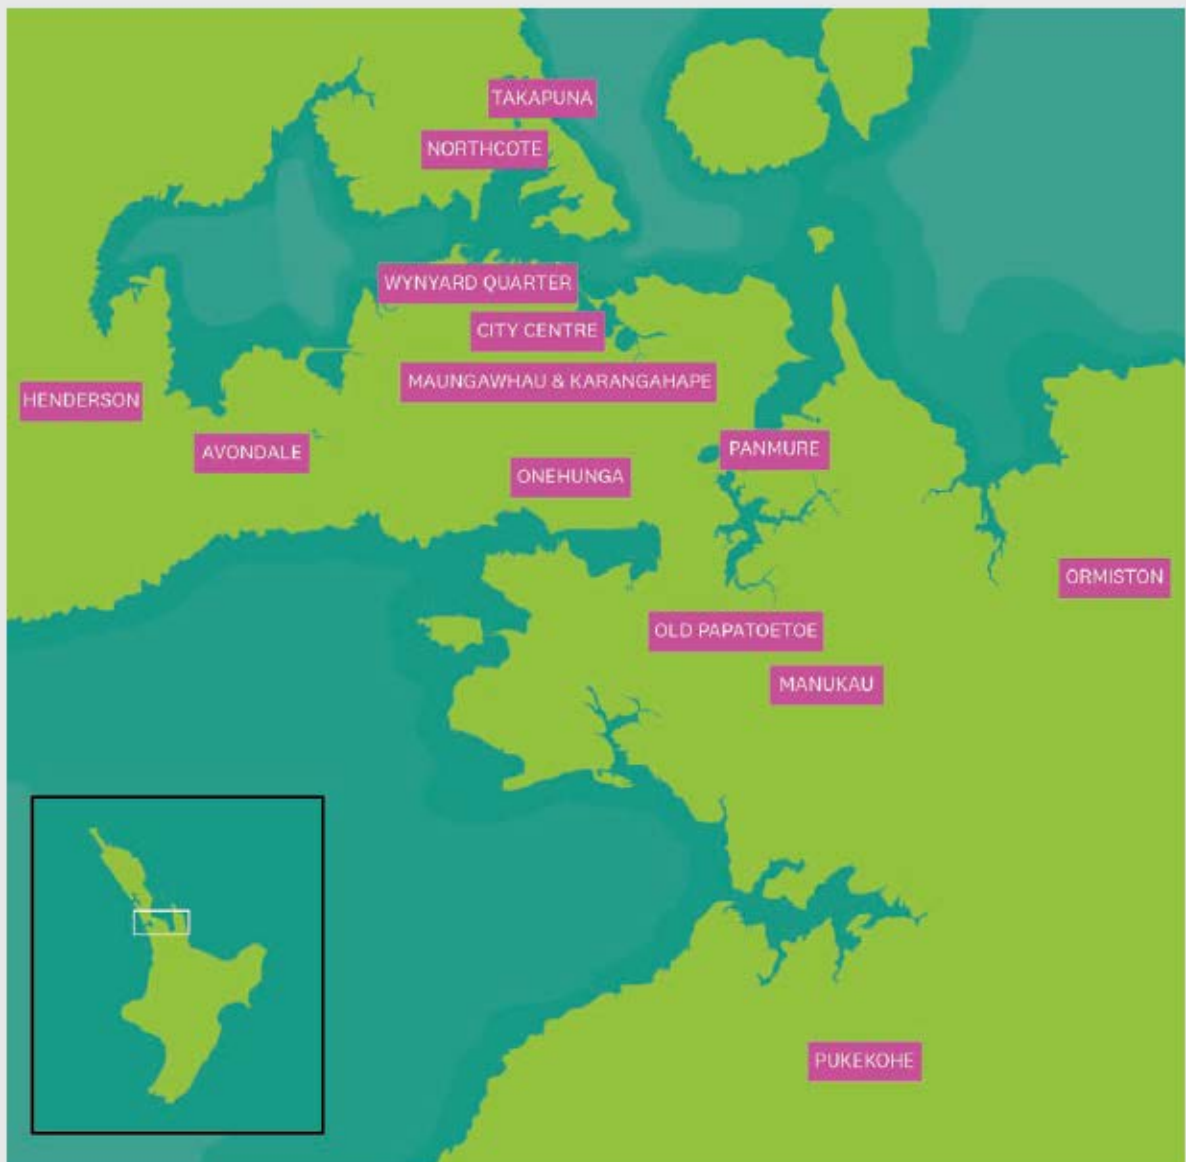 TAKAPUNA
NORTHCOTE
WYNYARD QUARTER
CITY CENTRE
MAUNGAWHAU & KARANGAHAPE
HENDERSON
AVONDALE
PANMURE
ONEHUNGA
ORMISTON
OLD PAPATOETOE
MANUKAU
PUKEKOHE